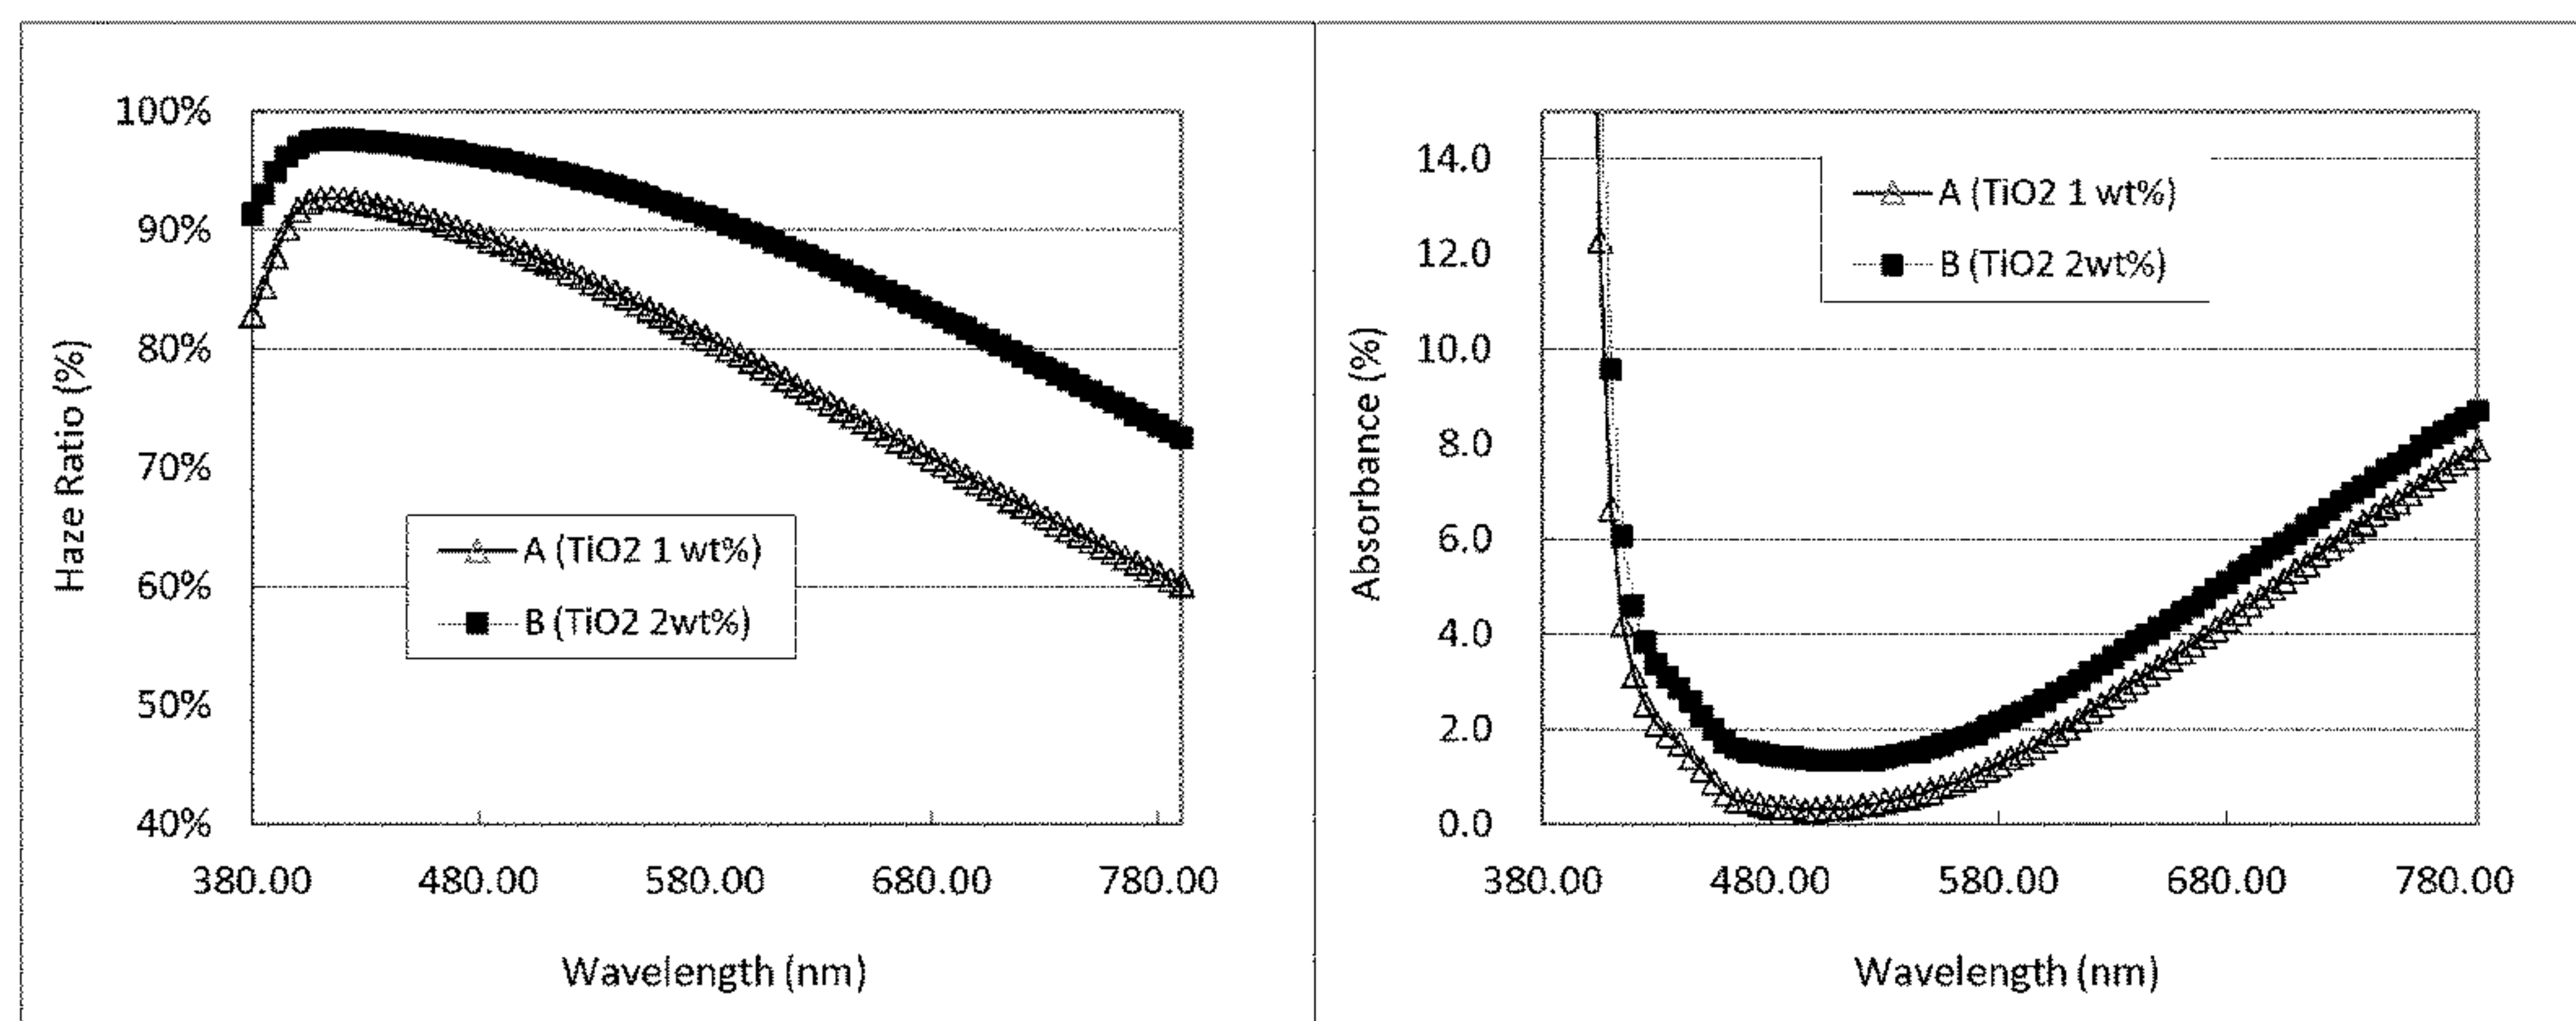 Haze Ratio (%)
100%
90%
80%
70%
60%
50%
40%
A (TiO2 1 wt%)
B (TiO2 2wt%)
380.00 480.00 580.00 680.00 780.00
Wavelength (nm)
Absorbance (%)
14.0
12.0
10.0
8.0
6.0
4.0
2.0
0.0
A (TiO2 1 wt%)
B (TiO2 2wt%)
380.00 480.00 580.00 680.00 780.00
Wavelength (nm)